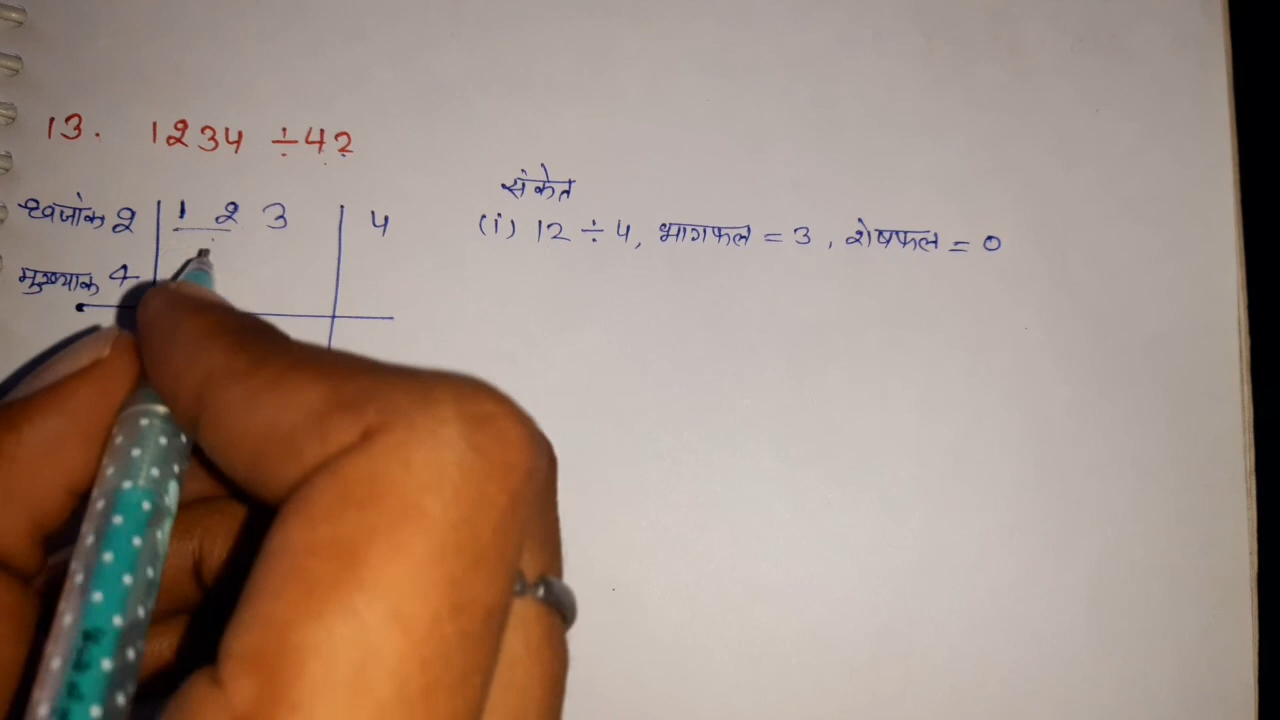 13. 1234 ÷ 42
संकेत
ध्वजांक 2 | 1 2 3 | 4
(i) 12 ÷ 4, भागफल = 3, शेषफल = 0
मुख्यांक 4